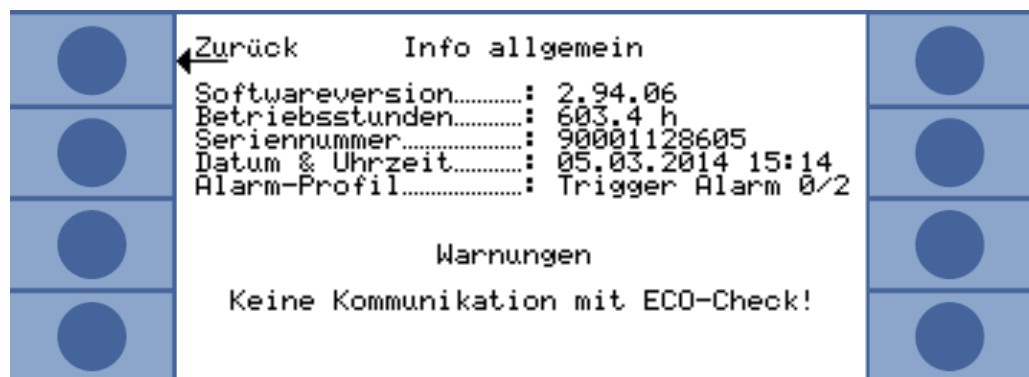 Zurück Info allgemein
Softwareversion...........: 2.94.06
Betriebsstunden...........: 603.4 h
Seriennummer...................: 90001128605
Datum & Uhrzeit...........: 05.03.2014 15:14
Alarm-Profil...................: Trigger Alarm 0/2
Warnungen
Keine Kommunikation mit ECO-Check!